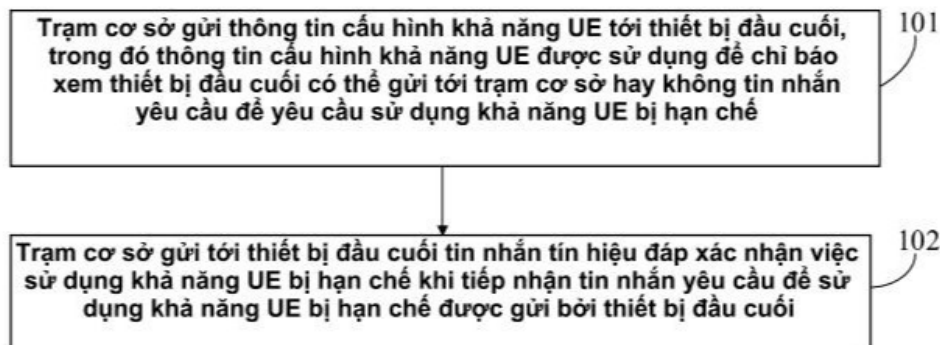 Trạm cơ sở gửi thông tin cấu hình khả năng UE tới thiết bị đầu cuối,
trong đó thông tin cấu hình khả năng UE được sử dụng để chỉ báo
xem thiết bị đầu cuối có thể gửi tới trạm cơ sở hay không tin nhắn
yêu cầu để yêu cầu sử dụng khả năng UE bị hạn chế
101
Trạm cơ sở gửi tới thiết bị đầu cuối tin nhắn tín hiệu đáp xác nhận việc
sử dụng khả năng UE bị hạn chế khi tiếp nhận tin nhắn yêu cầu để sử
dụng khả năng UE bị hạn chế được gửi bởi thiết bị đầu cuối
102